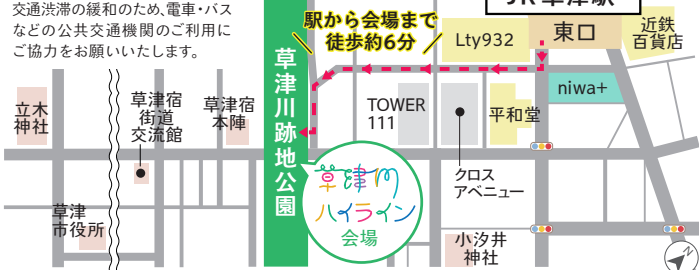 交通渋滞の緩和のため、電車・バス
などの公共交通機関のご利用に
ご協力をお願いいたします。
駅から会場まで
徒歩約6分
JR草津駅
東口
近鉄
百貨店
Lty932
niwa+
TOWER
111
平和堂
クロス
アベニュー
草津川跡地公園
立木
神社
草津宿
街道
交流館
草津宿
本陣
草津
市役所
草津川
ハイライン
会場
小汐井
神社
N